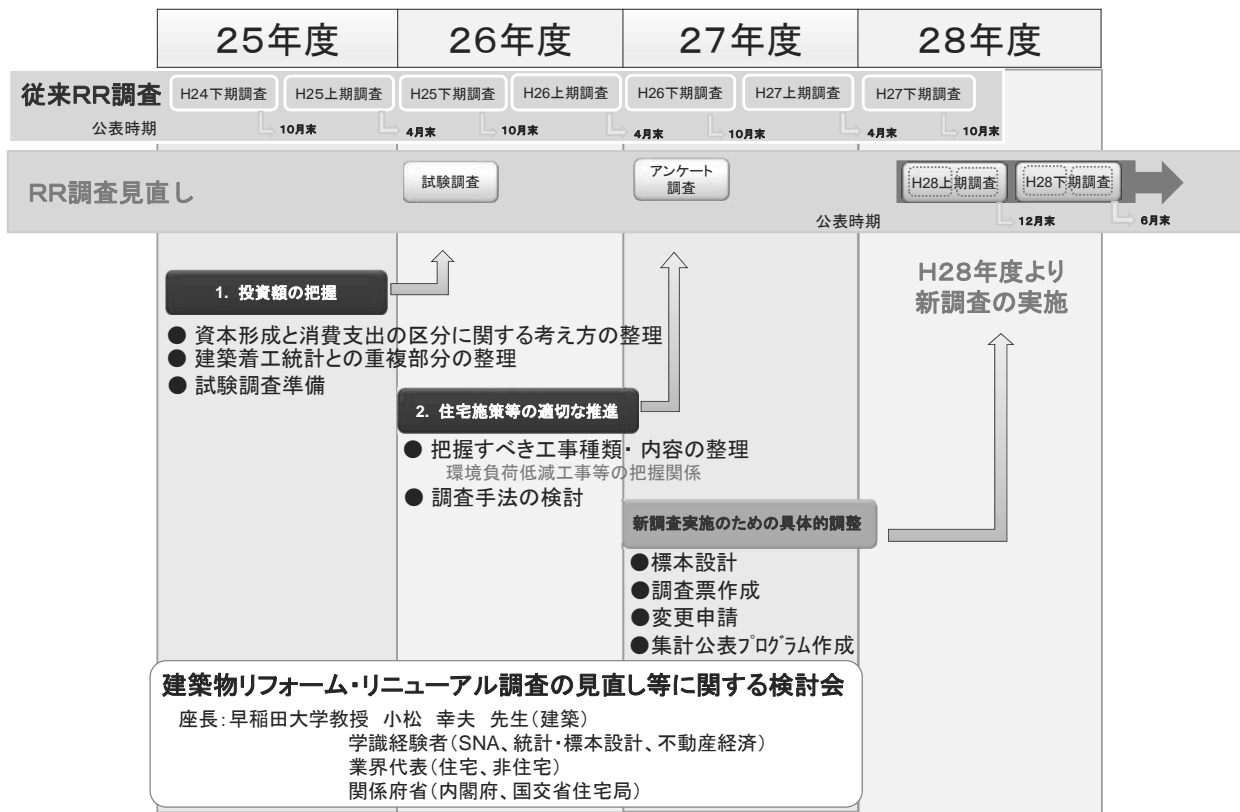 25年度 26年度 27年度 28年度
従来RR調査 H24下期調査 H25上期調査 H25下期調査 H26上期調査 H26下期調査 H27上期調査 H27下期調査
公表時期 10月末 4月末 10月末 4月末 10月末 4月末 10月末
RR調査見直し 試験調査 アンケート
調査
H28上期調査 H28下期調査
公表時期 12月末 6月末
1. 投資額の把握
● 資本形成と消費支出の区分に関する考え方の整理
● 建築着工統計との重複部分の整理
● 試験調査準備
H28年度より
新調査の実施
2. 住宅施策等の適切な推進
● 把握すべき工事種類・内容の整理
環境負荷低減工事等の把握関係
● 調査手法の検討
新調査実施のための具体的調整
●標本設計
●調査票作成
●変更申請
●集計公表プログラム作成
建築物リフォーム・リニューアル調査の見直し等に関する検討会
座長:早稲田大学教授 小松 幸夫 先生(建築)
学識経験者(SNA、統計・標本設計、不動産経済)
業界代表(住宅、非住宅)
関係府省(内閣府、国交省住宅局)